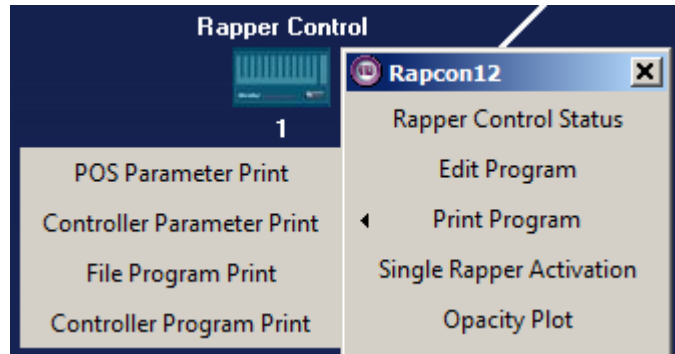 Rapper Control
1
Rapcon12
Rapper Control Status
Edit Program
Print Program
Single Rapper Activation
Opacity Plot
POS Parameter Print
Controller Parameter Print
File Program Print
Controller Program Print